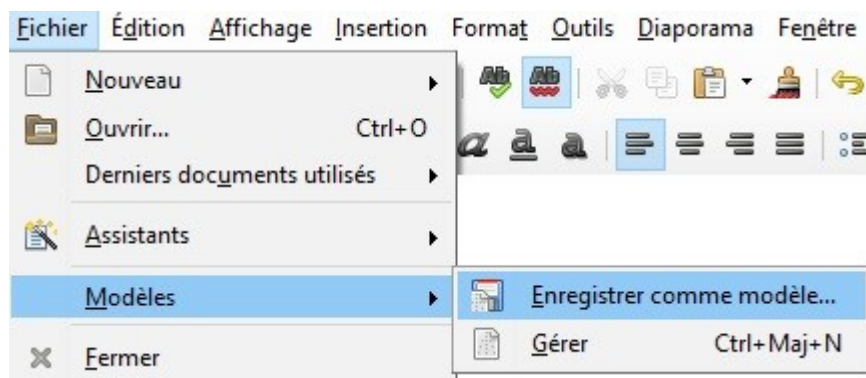 Fichier Édition Affichage Insertion Format Outils Diaporama Fenêtre
Nouveau
Ouvrir... Ctrl+O
Derniers documents utilisés
Assistants
Modèles
Enregistrer comme modèle...
Gérer Ctrl+Maj+N
Fermer